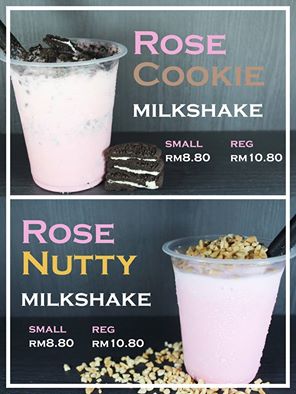 ROSE
COOKIE
MILKSHAKE
SMALL REG
RM8.80 RM10.80
ROSE
NUTTY
MILKSHAKE
SMALL REG
RM8.80 RM10.80